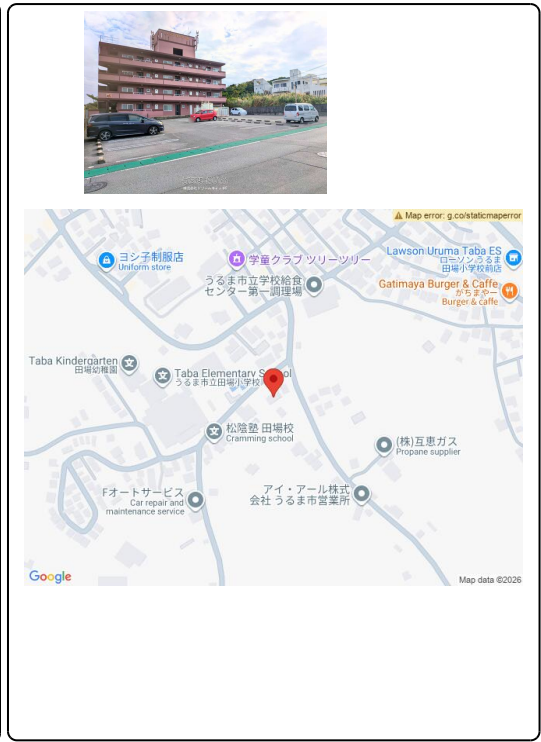 Map error: g.co/staticmaperror
ヨシ子制服店
Uniform store
学童クラブ ツリーツリー
Lawson Uruma Taba ES
ローソン うるま
田場小学校前店
うるま市立学校給食
センター第一調理場
Gatimaya Burger & Caffe
がちまやー
Burger & caffe
Taba Kindergarten
田場幼稚園
Taba Elementary School
うるま市立田場小学校
松陰塾 田場校
Cramming school
(株)互恵ガス
Propane supplier
Fオートサービス
Car repair and
maintenance service
アイ・アール株式
会社 うるま市営業所
Google
Map data ©2026